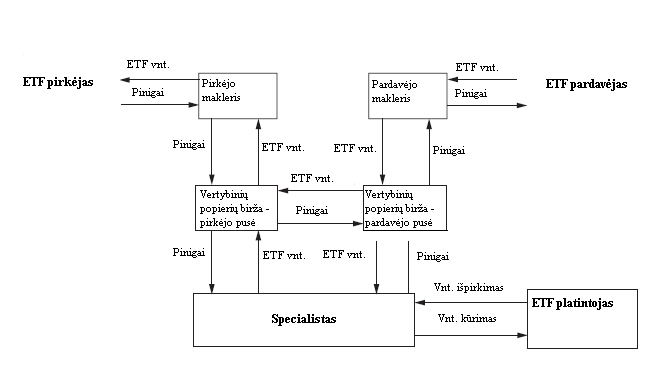 ETF vnt.
ETF pirkėjas
Pinigai
Pirkėjo
makleris
Pardavėjo
makleris
ETF vnt.
Pinigai
ETF pardavėjas
Pinigai
ETF vnt.
ETF vnt.
Pinigai
Vertybinių
popierių birža -
pirkėjo pusė
ETF vnt.
Pinigai
Vertybinių
popierių birža -
pardavėjo pusė
Pinigai
ETF vnt.
ETF vnt.
Pinigai
Specialistas
Vnt. išpirkimas
Vnt. kūrimas
ETF platintojas